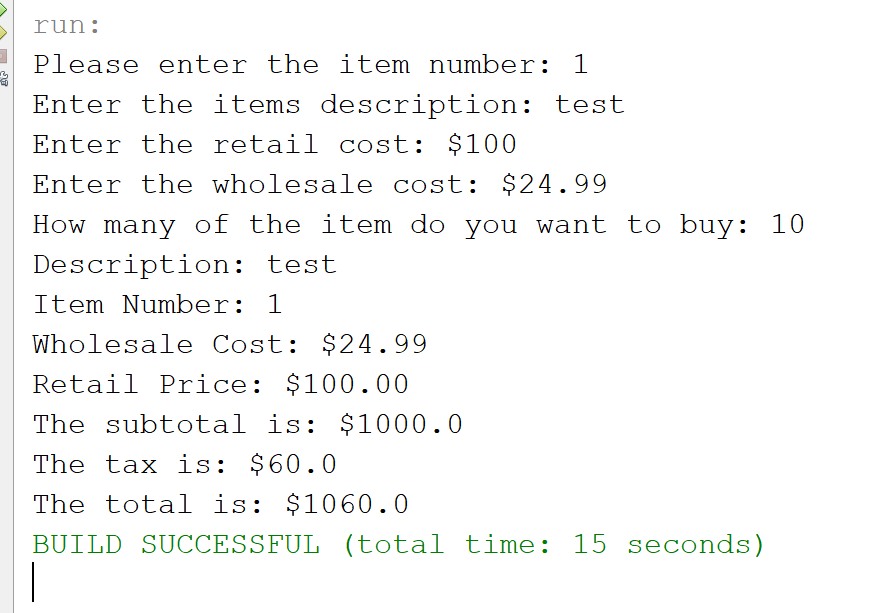 run:
Please enter the item number: 1
Enter the items description: test
Enter the retail cost: $100
Enter the wholesale cost: $24.99
How many of the item do you want to buy: 10
Description: test
Item Number: 1
Wholesale Cost: $24.99
Retail Price: $100.00
The subtotal is: $1000.0
The tax is: $60.0
The total is: $1060.0
BUILD SUCCESSFUL (total time: 15 seconds)